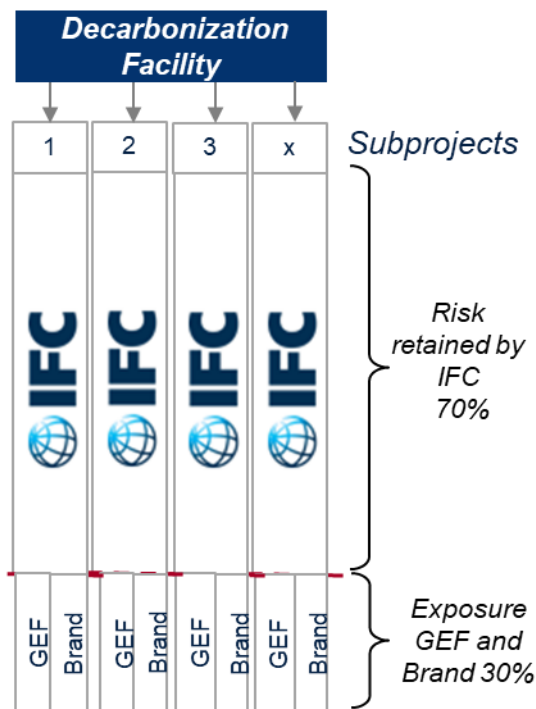 Decarbonization
Facility
1
2
3
x
Subprojects
IFC
IFC
IFC
IFC
Risk
retained by
IFC
70%
GEF
Brand
GEF
Brand
GEF
Brand
GEF
Brand
Exposure
GEF and
Brand 30%